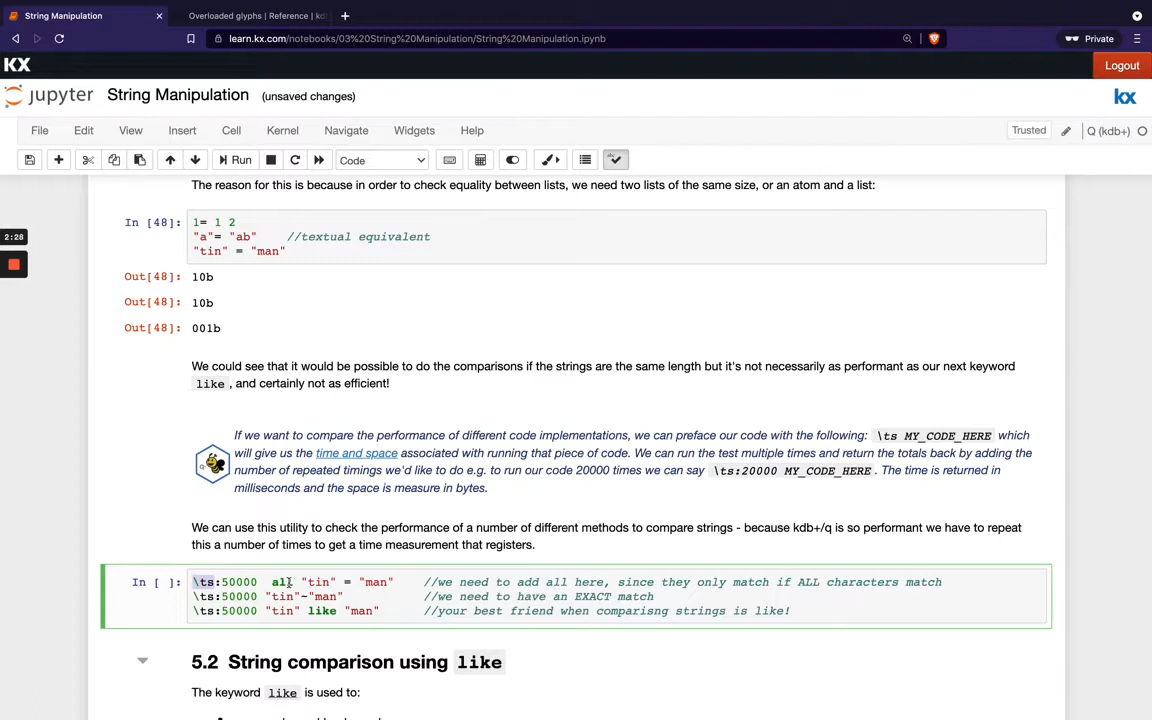 String Manipulation
Overloaded glyphs | Reference | kd
learn.kx.com/notebooks/03%20String%20Manipulation/String%20Manipulation.ipynb
Private
KX
Logout
jupyter String Manipulation (unsaved changes)
kx
File Edit View Insert Cell Kernel Navigate Widgets Help
Trusted
Q (kdb+)
Run
Code
The reason for this is because in order to check equality between lists, we need two lists of the same size, or an atom and a list:
2:28
In [48]: 1= 1 2
"a"= "ab" //textual equivalent
"tin" = "man"
Out[48]: 10b
Out[48]: 10b
Out[48]: 001b
We could see that it would be possible to do the comparisons if the strings are the same length but it's not necessarily as performant as our next keyword
like , and certainly not as efficient!
If we want to compare the performance of different code implementations, we can preface our code with the following: \ts MY_CODE_HERE which
will give us the time and space associated with running that piece of code. We can run the test multiple times and return the totals back by adding the
number of repeated timings we'd like to do e.g. to run our code 20000 times we can say \ts:20000 MY_CODE_HERE . The time is returned in
milliseconds and the space is measure in bytes.
We can use this utility to check the performance of a number of different methods to compare strings - because kdb+/q is so performant we have to repeat
this a number of times to get a time measurement that registers.
In [ ]: \ts:50000 all "tin" = "man" //we need to add all here, since they only match if ALL characters match
\ts:50000 "tin"~"man" //we need to have an EXACT match
\ts:50000 "tin" like "man" //your best friend when comparisng strings is like!
5.2 String comparison using like
The keyword like is used to: